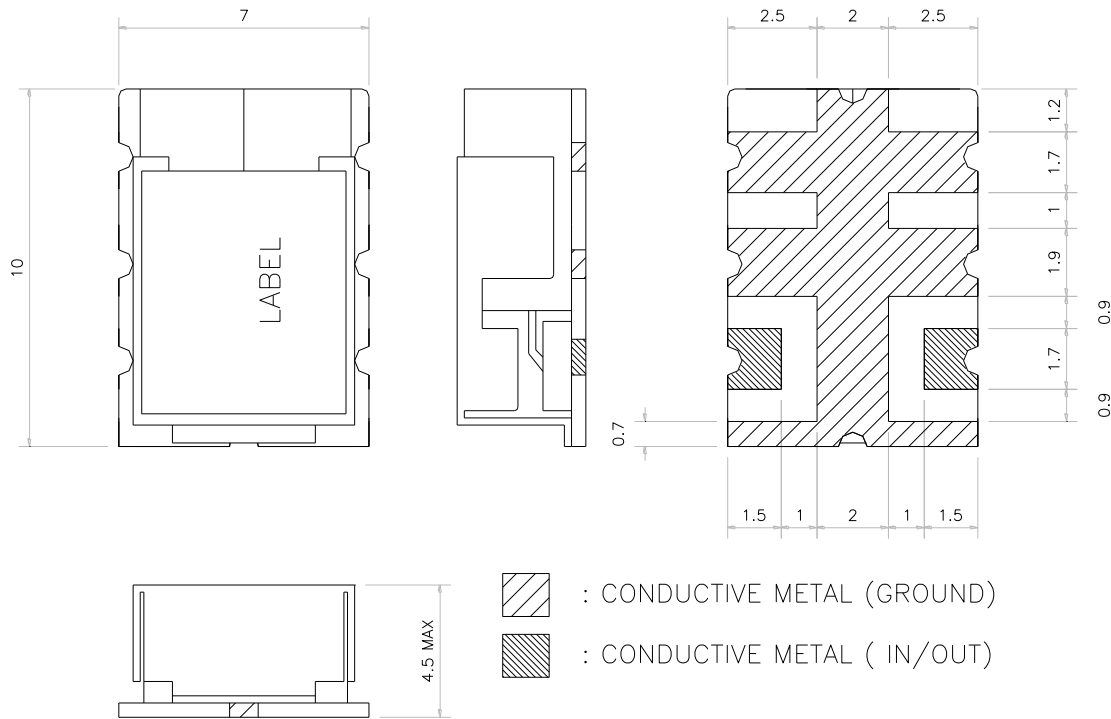 7
2.5 2 2.5
10
LABEL
1.2
1.7
1
1.9
0.9
1.7
0.9
0.7
1.5 1 2 1 1.5
4.5 MAX
: CONDUCTIVE METAL (GROUND)
: CONDUCTIVE METAL ( IN/OUT)